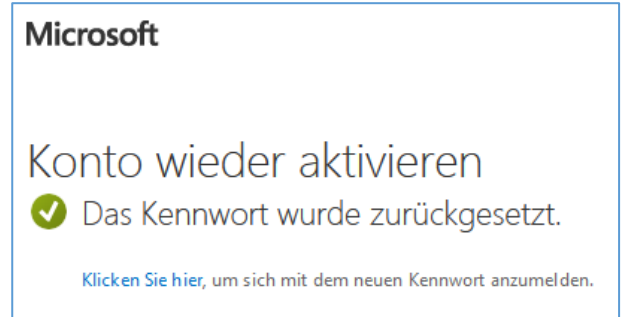 Microsoft
Konto wieder aktivieren
Das Kennwort wurde zurückgesetzt.
Klicken Sie hier, um sich mit dem neuen Kennwort anzumelden.